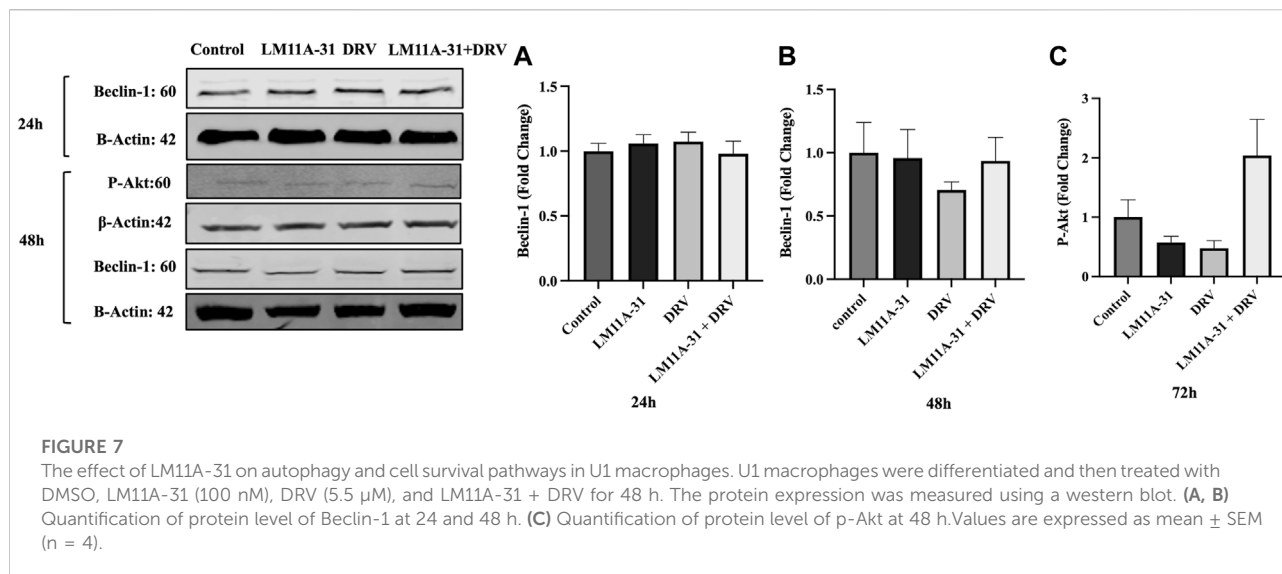 Control LM11A-31 DRV LM11A-31+DRV
24h
Beclin-1: 60
B-Actin: 42
48h
P-Akt:60
β-Actin:42
Beclin-1: 60
B-Actin: 42
A
Beclin-1 (Fold Change)
1.5
1.0
0.5
0.0
Control
LM11A-31
DRV
LM11A-31 + DRV
24h
B
Beclin-1 (Fold Change)
1.5
1.0
0.5
0.0
control
LM11A-31
DRV
LM11A-31 + DRV
48h
C
P-Akt (Fold Change)
3
2
1
0
Control
LM11A-31
DRV
LM11A-31 + DRV
72h
FIGURE 7
The effect of LM11A-31 on autophagy and cell survival pathways in U1 macrophages. U1 macrophages were differentiated and then treated with
DMSO, LM11A-31 (100 nM), DRV (5.5 μM), and LM11A-31 + DRV for 48 h. The protein expression was measured using a western blot. (A, B)
Quantification of protein level of Beclin-1 at 24 and 48 h. (C) Quantification of protein level of p-Akt at 48 h.Values are expressed as mean ± SEM
(n = 4).